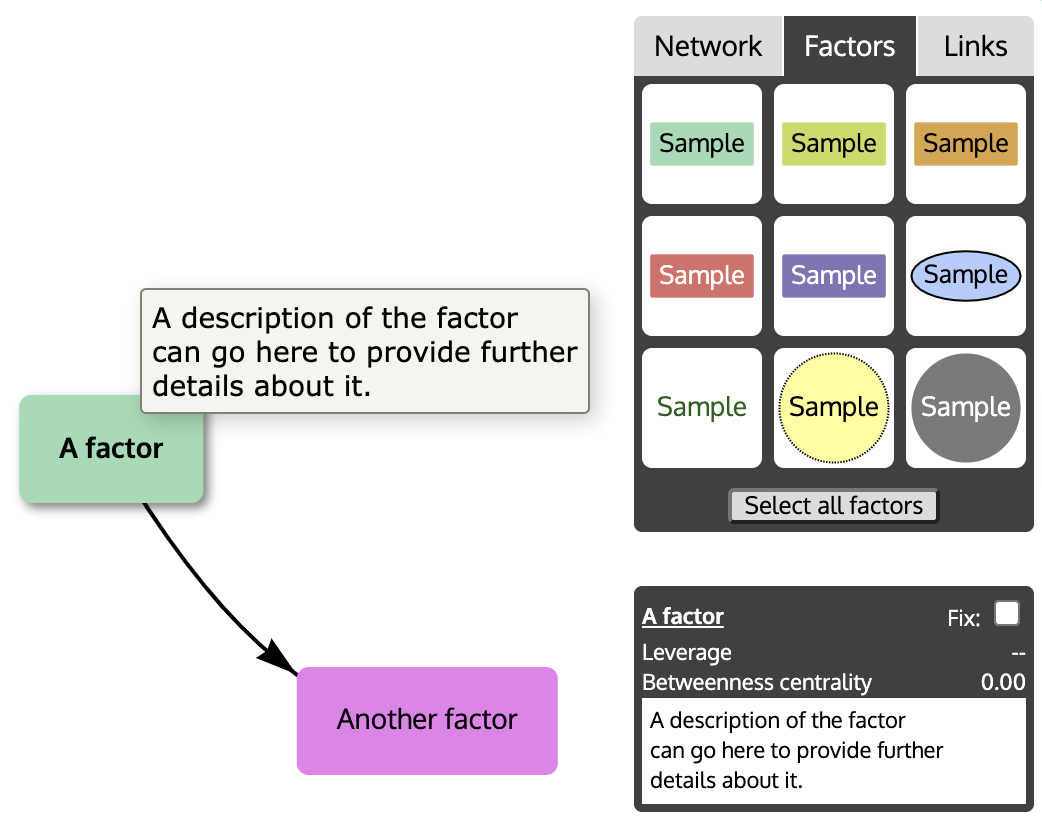 Network Factors Links
Sample Sample Sample
Sample Sample Sample
Sample Sample Sample
Select all factors
A description of the factor
can go here to provide further
details about it.
A factor
Another factor
A factor Fix:
Leverage --
Betweenness centrality 0.00
A description of the factor
can go here to provide further
details about it.